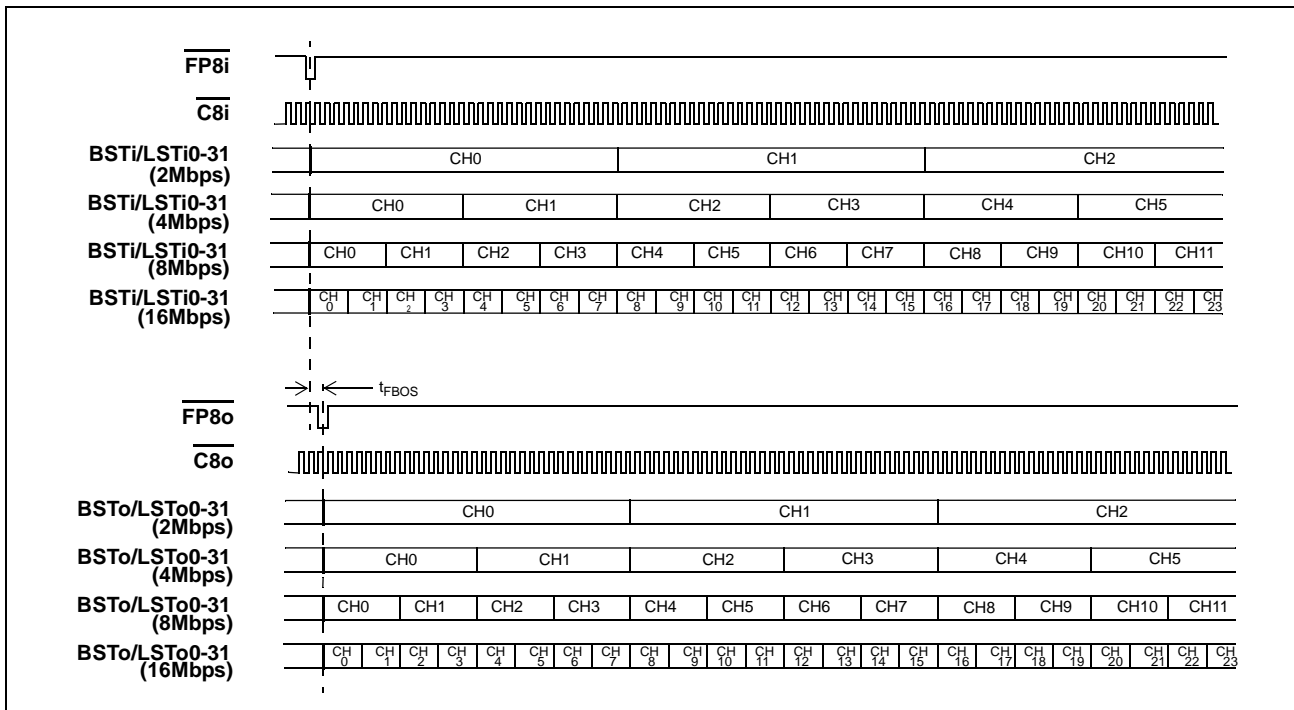 FP8i
C8i
BSTi/LSTi0-31
(2Mbps)
CH0 CH1 CH2
BSTi/LSTi0-31
(4Mbps)
CH0 CH1 CH2 CH3 CH4 CH5
BSTi/LSTi0-31
(8Mbps)
CH0 CH1 CH2 CH3 CH4 CH5 CH6 CH7 CH8 CH9 CH10 CH11
BSTi/LSTi0-31
(16Mbps)
CH CH CH CH CH CH CH CH CH CH CH CH CH CH CH CH CH CH CH CH CH CH CH CH
0 1 2 3 4 5 6 7 8 9 10 11 12 13 14 15 16 17 18 19 20 21 22 23
tFBOS
FP8o
C8o
BSTo/LSTo0-31
(2Mbps)
CH0 CH1 CH2
BSTo/LSTo0-31
(4Mbps)
CH0 CH1 CH2 CH3 CH4 CH5
BSTo/LSTo0-31
(8Mbps)
CH0 CH1 CH2 CH3 CH4 CH5 CH6 CH7 CH8 CH9 CH10 CH11
BSTo/LSTo0-31
(16Mbps)
CH CH CH CH CH CH CH CH CH CH CH CH CH CH CH CH CH CH CH CH CH CH CH CH
0 1 2 3 4 5 6 7 8 9 10 11 12 13 14 15 16 17 18 19 20 21 22 23